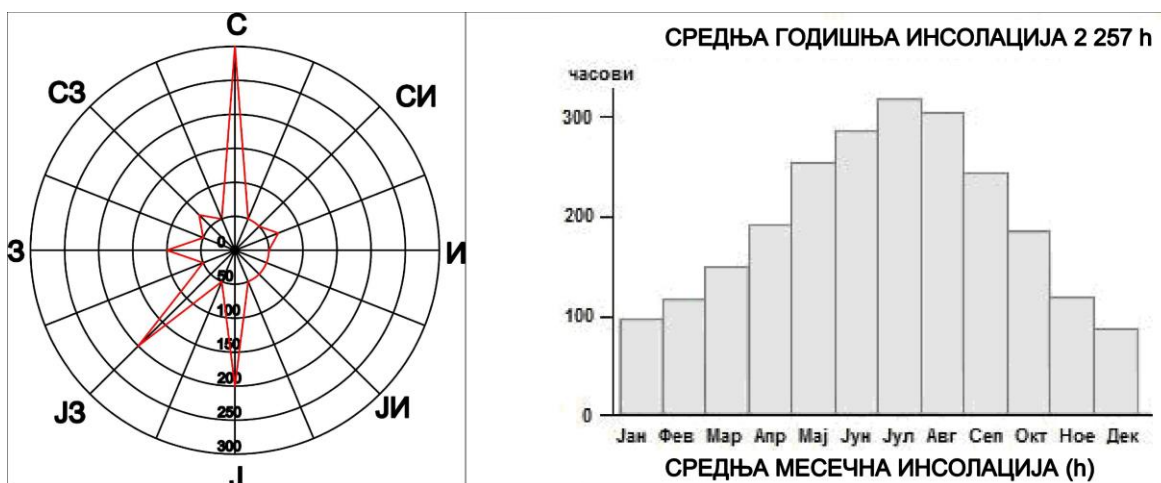 С
СЗ
СИ
З
И
ЈЗ
ЈИ
Ј
0
50
100
150
200
250
300
СРЕДЊА ГОДИШЊА ИНСОЛАЦИЈА 2 257 h
часови
300
200
100
0
Јан Феб Мар Апр Мај Јун Јул Авг Сеп Окт Ное Дек
СРЕДЊА МЕСЕЧНА ИНСОЛАЦИЈА (h)